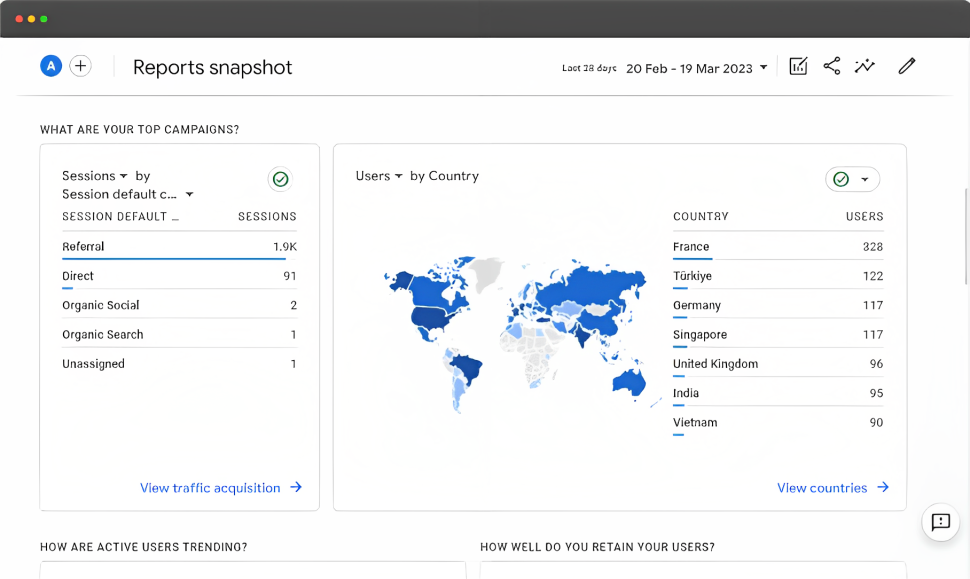 A
Reports snapshot
Last 28 days 20 Feb - 19 Mar 2023
WHAT ARE YOUR TOP CAMPAIGNS?
Sessions by
Session default c...
SESSION DEFAULT ... SESSIONS
Referral 1.9K
Direct 91
Organic Social 2
Organic Search 1
Unassigned 1
View traffic acquisition
Users by Country
COUNTRY USERS
France 328
Türkiye 122
Germany 117
Singapore 117
United Kingdom 96
India 95
Vietnam 90
View countries
HOW ARE ACTIVE USERS TRENDING?
HOW WELL DO YOU RETAIN YOUR USERS?